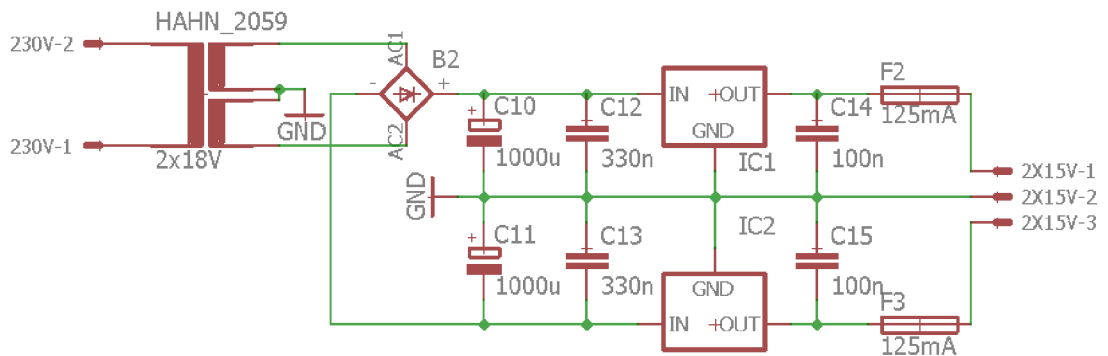 HAHN_2059
230V-2
230V-1
2x18V
GND
AC1
AC2
B2
-
+
GND
+
C10
1000u
C12
330n
IN
+OUT
GND
IC1
C14
100n
F2
125mA
2X15V-1
2X15V-2
2X15V-3
+
C11
1000u
C13
330n
IC2
GND
IN
+OUT
C15
100n
F3
125mA